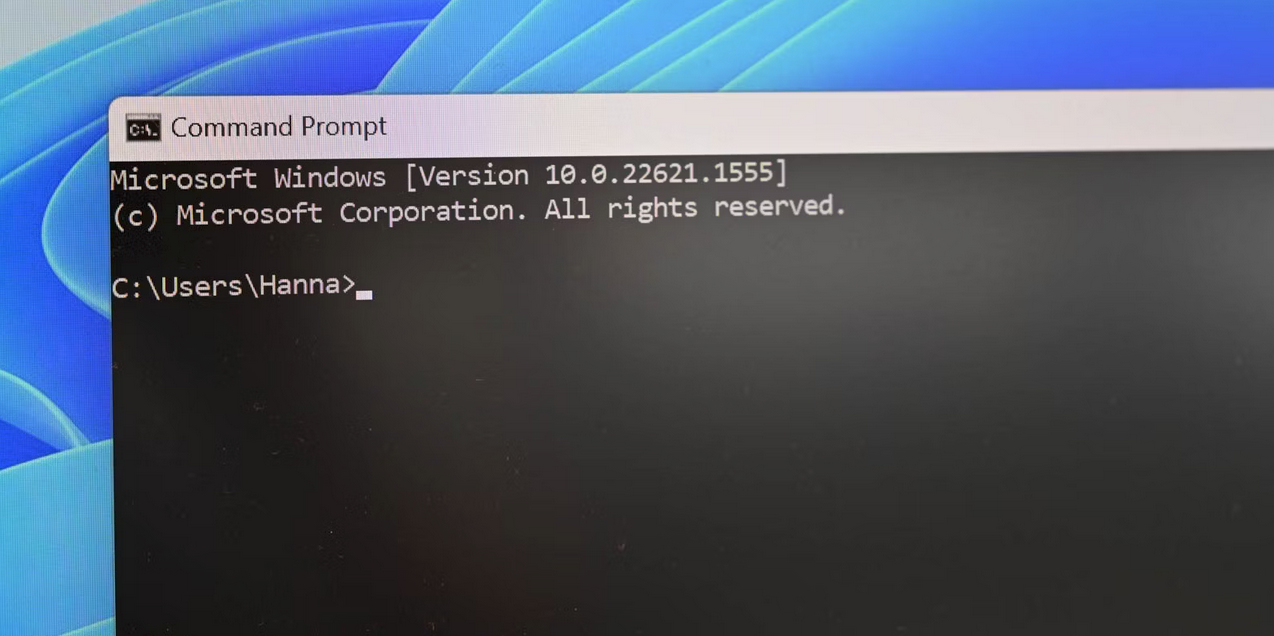 C:\.
Command Prompt
Microsoft Windows [Version 10.0.22621.1555]
(c) Microsoft Corporation. All rights reserved.
C:\Users\Hanna>